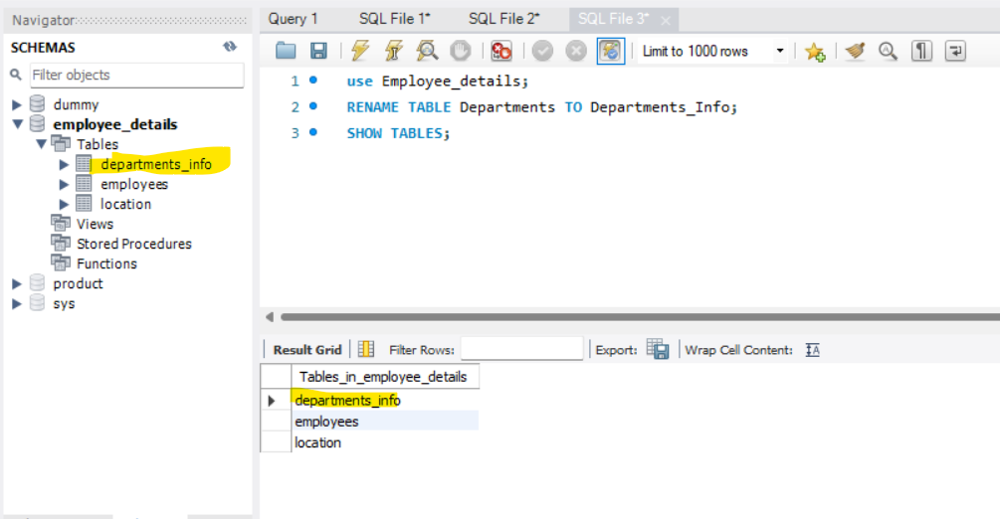 Navigator
SCHEMAS
Filter objects
dummy
employee_details
Tables
departments_info
employees
location
Views
Stored Procedures
Functions
product
sys
Query 1 SQL File 1* SQL File 2* SQL File 3* ×
Limit to 1000 rows
1 use Employee_details;
2 RENAME TABLE Departments TO Departments_Info;
3 SHOW TABLES;
Result Grid Filter Rows: Export: Wrap Cell Content:
Tables_in_employee_details
departments_info
employees
location